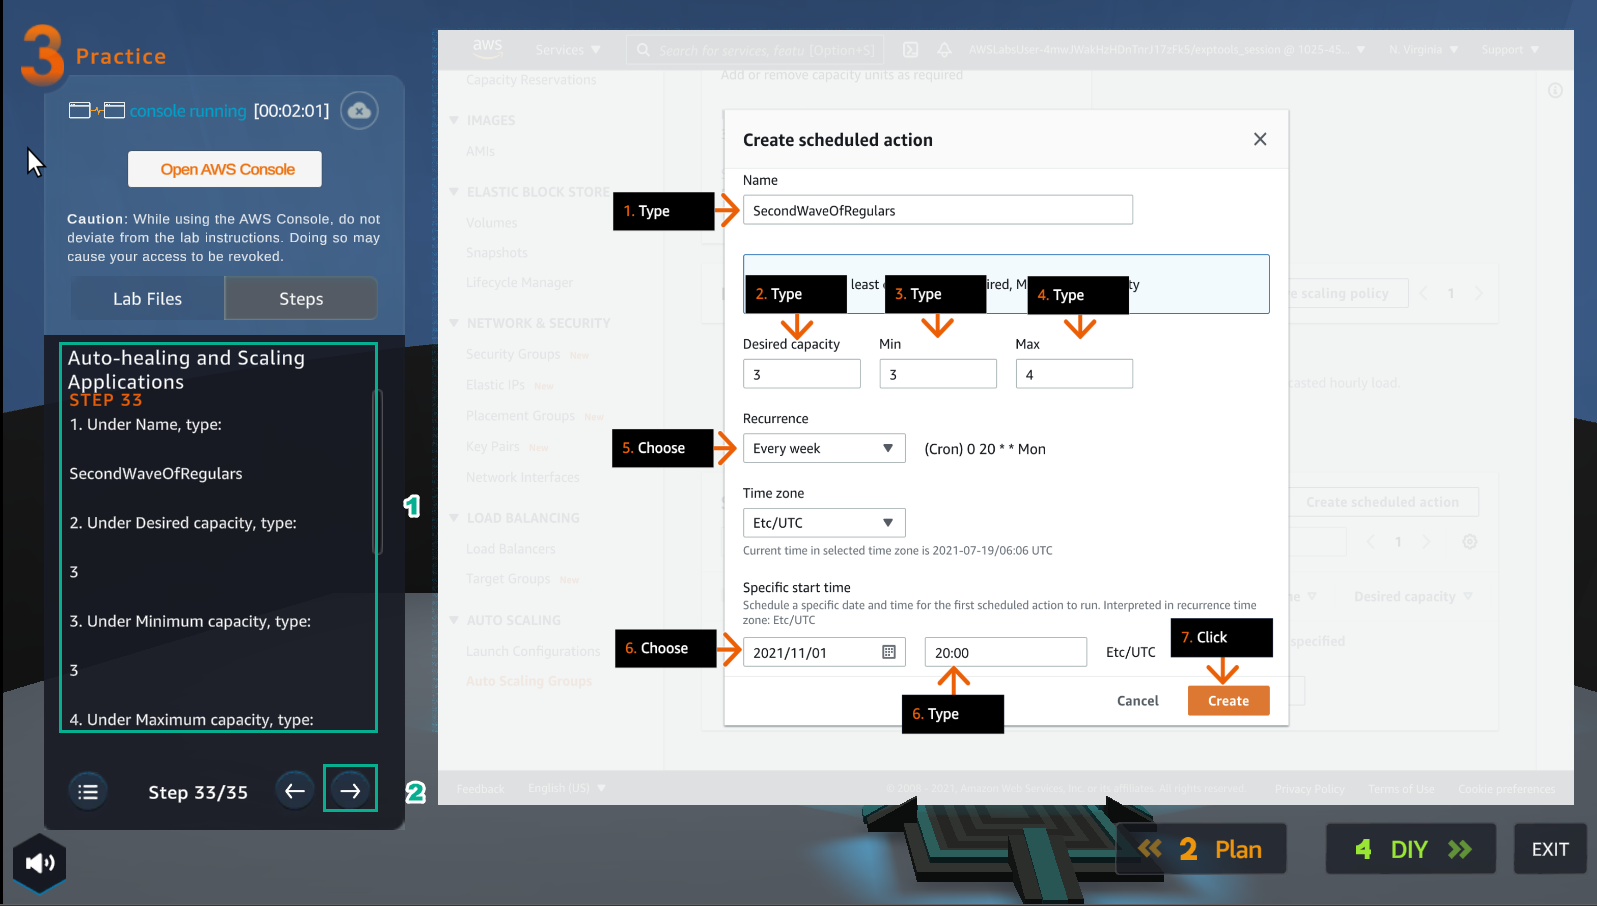 3 Practice
console running [00:02:01]
Open AWS Console
Caution: While using the AWS Console, do not
deviate from the lab instructions. Doing so may
cause your access to be revoked.
Lab Files
Steps
Auto-healing and Scaling
Applications
STEP 33
1. Under Name, type:
SecondWaveOfRegulars
2. Under Desired capacity, type:
3
3. Under Minimum capacity, type:
3
4. Under Maximum capacity, type:
1
Step 33/35
2
aws
Services
Search for services, featu [Option+S]
N. Virginia
Support
Capacity Reservations
IMAGES
AMIs
ELASTIC BLOCK STORE
Volumes
Snapshots
Lifecycle Manager
NETWORK & SECURITY
Security Groups New
Elastic IPs New
Placement Groups New
Key Pairs New
Network Interfaces
LOAD BALANCING
Load Balancers
Target Groups New
AUTO SCALING
Launch Configurations
Auto Scaling Groups
Add or remove capacity units as required
Create scheduled action
Name
1. Type
SecondWaveOfRegulars
least
ired, M
ty
2. Type
3. Type
4. Type
Desired capacity
Min
Max
3
3
4
Recurrence
5. Choose
Every week
(Cron) 0 20 * * Mon
Time zone
Etc/UTC
Current time in selected time zone is 2021-07-19/06:06 UTC
Specific start time
Schedule a specific date and time for the first scheduled action to run. Interpreted in recurrence time
zone: Etc/UTC
6. Choose
2021/11/01
20:00
Etc/UTC
7. Click
6. Type
Cancel
Create
e scaling policy
1
casted hourly load.
Create scheduled action
1
Desired capacity
specified
Feedback
English (US)
© 2008 - 2021, Amazon Web Services, Inc. or its affiliates. All rights reserved.
Privacy Policy
Terms of Use
Cookie preferences
2 Plan
4 DIY
EXIT